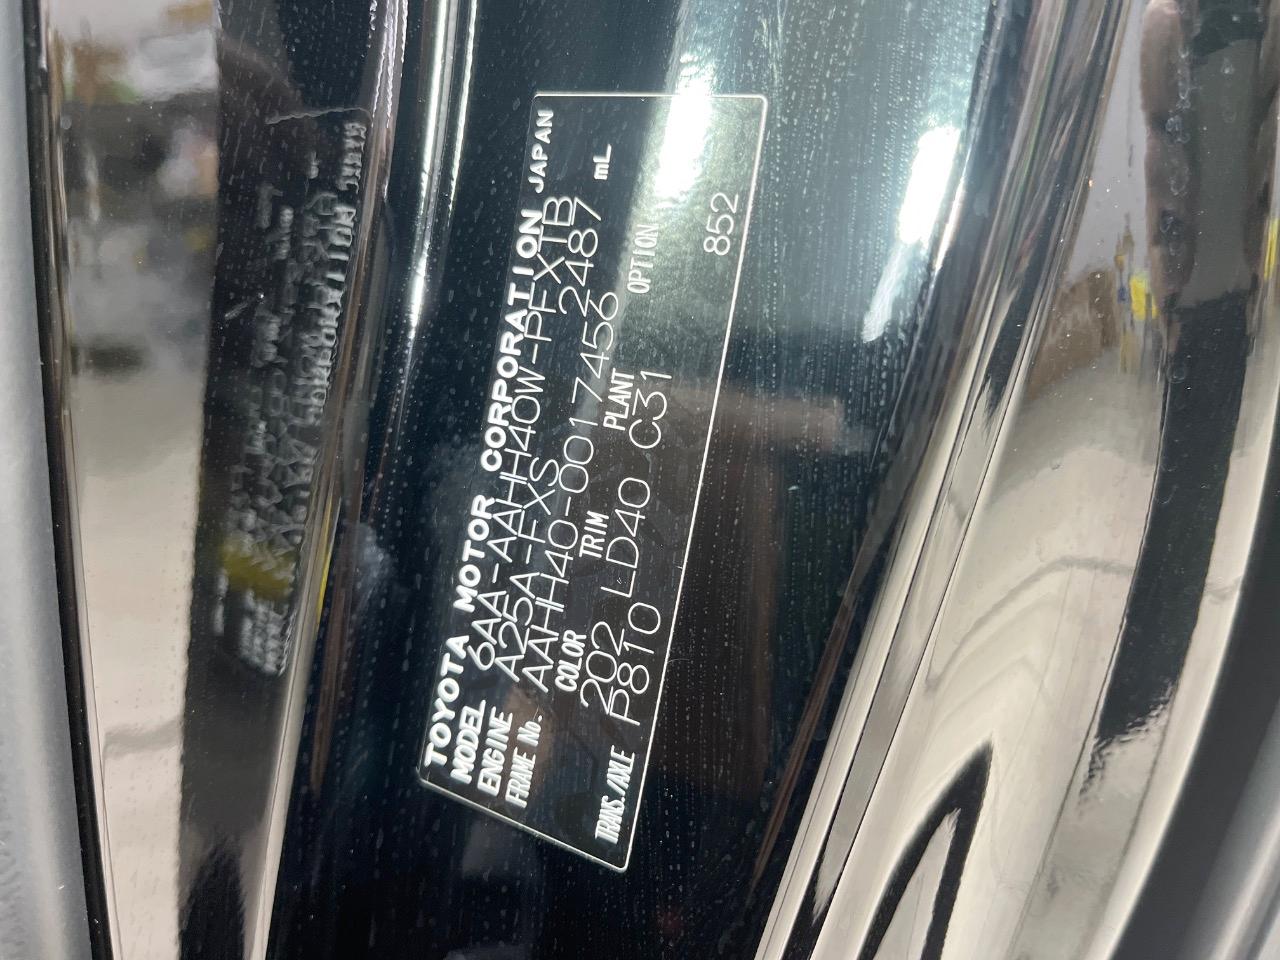 TOYOTA MOTOR CORPORATION JAPAN
MODEL 6AA-AAHH40W-PFXTB
ENGINE A25A-FXS 2487 mL
FRAME No. AAHH40-0017456
COLOR TRIM PLANT OPTION
202 LD40 C31
TRANS./AXLE P810 852